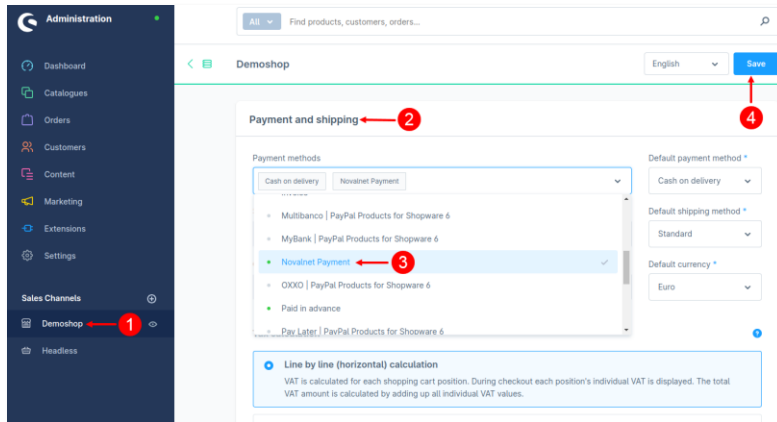 Administration
All
Find products, customers, orders...
Dashboard
Catalogues
Orders
Customers
Content
Marketing
Extensions
Settings
Sales Channels
Demoshop
1
Headless
Demoshop
English
Save
4
Payment and shipping
2
Payment methods
Cash on delivery
Novalnet Payment
Multibanco | PayPal Products for Shopware 6
MyBank | PayPal Products for Shopware 6
Novalnet Payment
3
OXXO | PayPal Products for Shopware 6
Paid in advance
Pay Later | PayPal Products for Shopware 6
Default payment method *
Cash on delivery
Default shipping method *
Standard
Default currency *
Euro
?
Line by line (horizontal) calculation
VAT is calculated for each shopping cart position. During checkout each position's individual VAT is displayed. The total
VAT amount is calculated by adding up all individual VAT values.